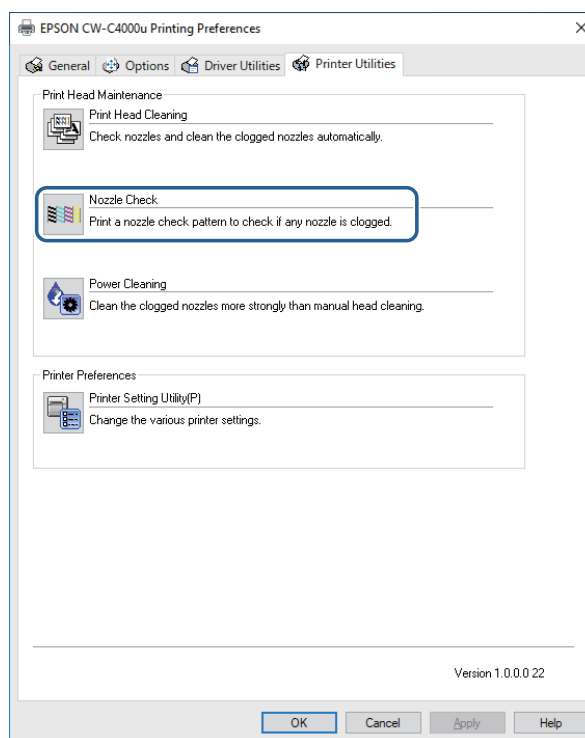 EPSON CW-C4000u Printing Preferences
General Options Driver Utilities Printer Utilities
Print Head Maintenance
Print Head Cleaning
Check nozzles and clean the clogged nozzles automatically.
Nozzle Check
Print a nozzle check pattern to check if any nozzle is clogged.
Power Cleaning
Clean the clogged nozzles more strongly than manual head cleaning.
Printer Preferences
Printer Setting Utility(P)
Change the various printer settings.
Version 1.0.0.0 22
OK Cancel Apply Help